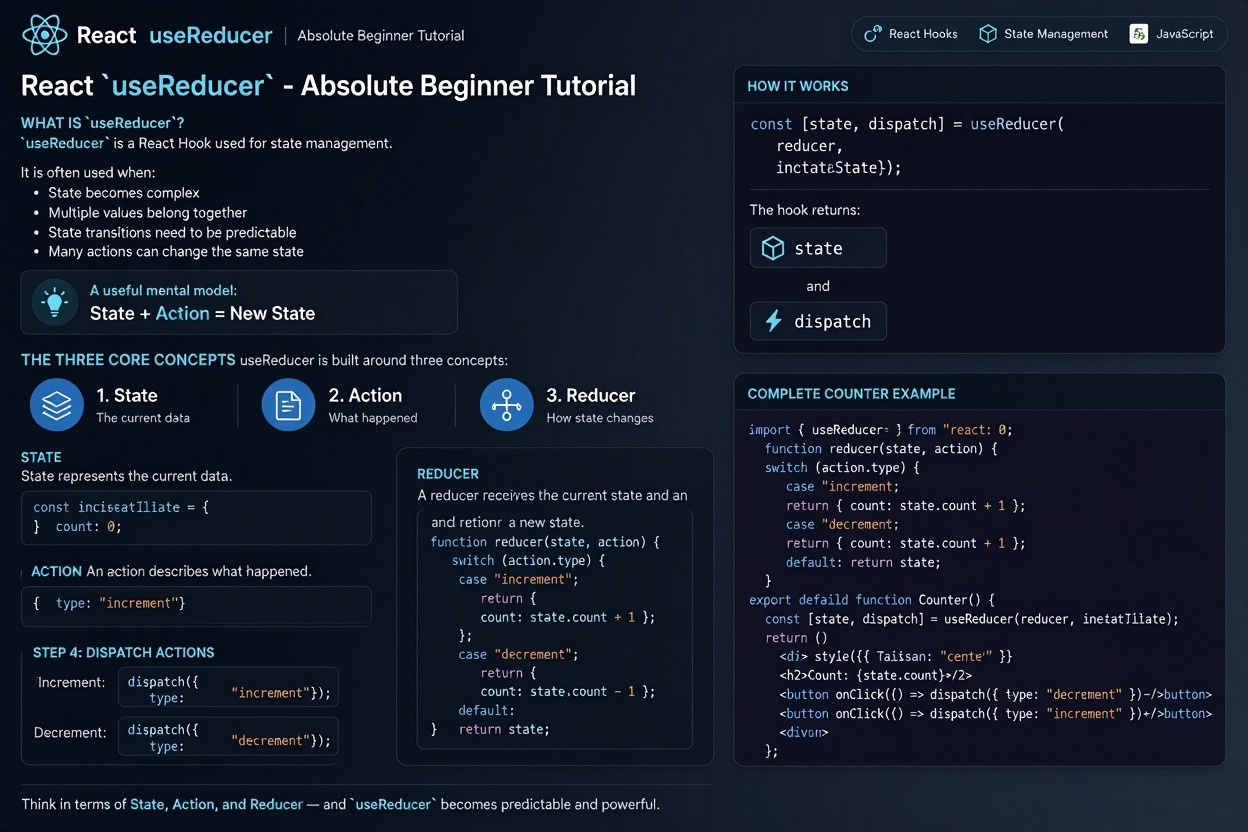 React useReducer | Absolute Beginner Tutorial
React Hooks
State Management
JavaScript
React `useReducer` - Absolute Beginner Tutorial
WHAT IS `useReducer`?
`useReducer` is a React Hook used for state management.
It is often used when:
• State becomes complex
• Multiple values belong together
• State transitions need to be predictable
• Many actions can change the same state
A useful mental model:
State + Action = New State
THE THREE CORE CONCEPTS useReducer is built around three concepts:
1. State
The current data
2. Action
What happened
3. Reducer
How state changes
STATE
State represents the current data.
const = {
} count: 0;
ACTION An action describes what happened.
{ type: "increment"}
STEP 4: DISPATCH ACTIONS
Increment:
dispatch({
type: "increment"});
Decrement:
dispatch({
type: "decrement"});
REDUCER
A reducer receives the current state and an
and a new state.
function reducer(state, action) {
switch (action.type) {
case "increment";
return {
count: state.count + 1 };
};
case "decrement";
return {
count: state.count − 1 };
default:
} return state;
HOW IT WORKS
const [state, dispatch] = useReducer(
reducer,
The hook returns:
state
and
dispatch
COMPLETE COUNTER EXAMPLE
import { useReducer } from "react: 0;
function reducer(state, action) {
switch (action.type) {
case "increment;
return { count: state.count + 1 };
case "decrement;
return { count: state.count + 1 };
default: return state;
}
export function Counter() {
const [state, dispatch] = useReducer(reducer, );
return ()
style({{ }}
<h2>Count: {state.count}>/2>
<button onClick(() => dispatch({ type: "decrement" })−/>button>
<button onClick(() => dispatch({ type: "increment" })+/>button>
};
Think in terms of State, Action, and Reducer — and `useReducer` becomes predictable and powerful.